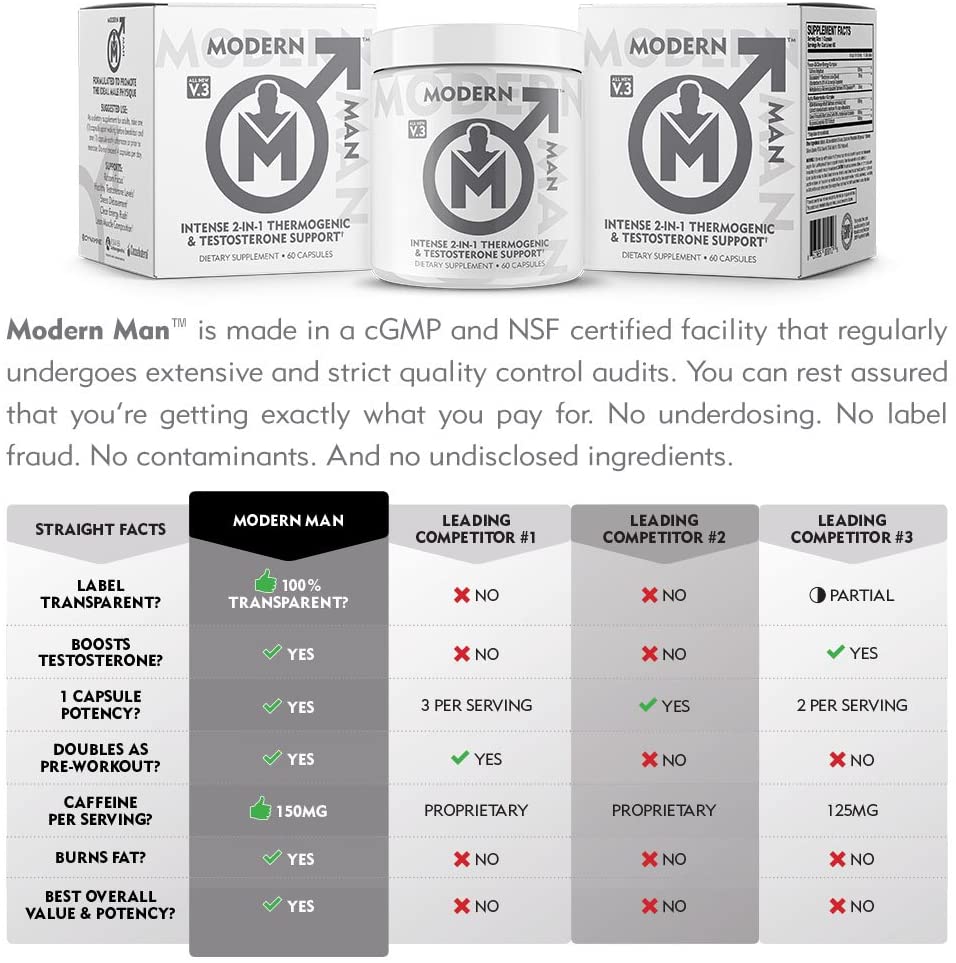 MODERN
MAN
MODERN™
MAN
ALL NEW
V.3
M
INTENSE 2-IN-1 THERMOGENIC
& TESTOSTERONE SUPPORT†
DIETARY SUPPLEMENT • 60 CAPSULES
FORMULATED TO PROMOTE
THE IDEAL MALE PHYSIQUE
SUGGESTED USE:
SUPPORTS:
MODERN
MAN
MODERN™
MAN
ALL NEW
V.3
M
INTENSE 2-IN-1 THERMOGENIC
& TESTOSTERONE SUPPORT†
DIETARY SUPPLEMENT • 60 CAPSULES
MODERN
MAN
MODERN™
MAN
ALL NEW
V.3
M
INTENSE 2-IN-1 THERMOGENIC
& TESTOSTERONE SUPPORT†
DIETARY SUPPLEMENT • 60 CAPSULES
SUPPLEMENT FACTS
Modern Man™ is made in a cGMP and NSF certified facility that regularly
undergoes extensive and strict quality control audits. You can rest assured
that you're getting exactly what you pay for. No underdosing. No label
fraud. No contaminants. And no undisclosed ingredients.
STRAIGHT FACTS MODERN MAN LEADING COMPETITOR #1 LEADING COMPETITOR #2 LEADING COMPETITOR #3
LABEL TRANSPARENT? 100% TRANSPARENT? NO NO PARTIAL
BOOSTS TESTOSTERONE? YES NO NO YES
1 CAPSULE POTENCY? YES 3 PER SERVING YES 2 PER SERVING
DOUBLES AS PRE-WORKOUT? YES YES NO NO
CAFFEINE PER SERVING? 150MG PROPRIETARY PROPRIETARY 125MG
BURNS FAT? YES NO NO NO
BEST OVERALL VALUE & POTENCY? YES NO NO NO